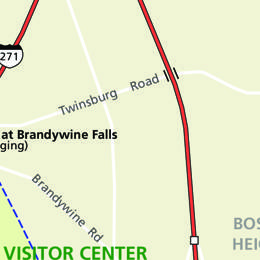 271
Twinsburg Road
at Brandywine Falls
ging)
Brandywine Rd
BOS
HEIG
VISITOR CENTER